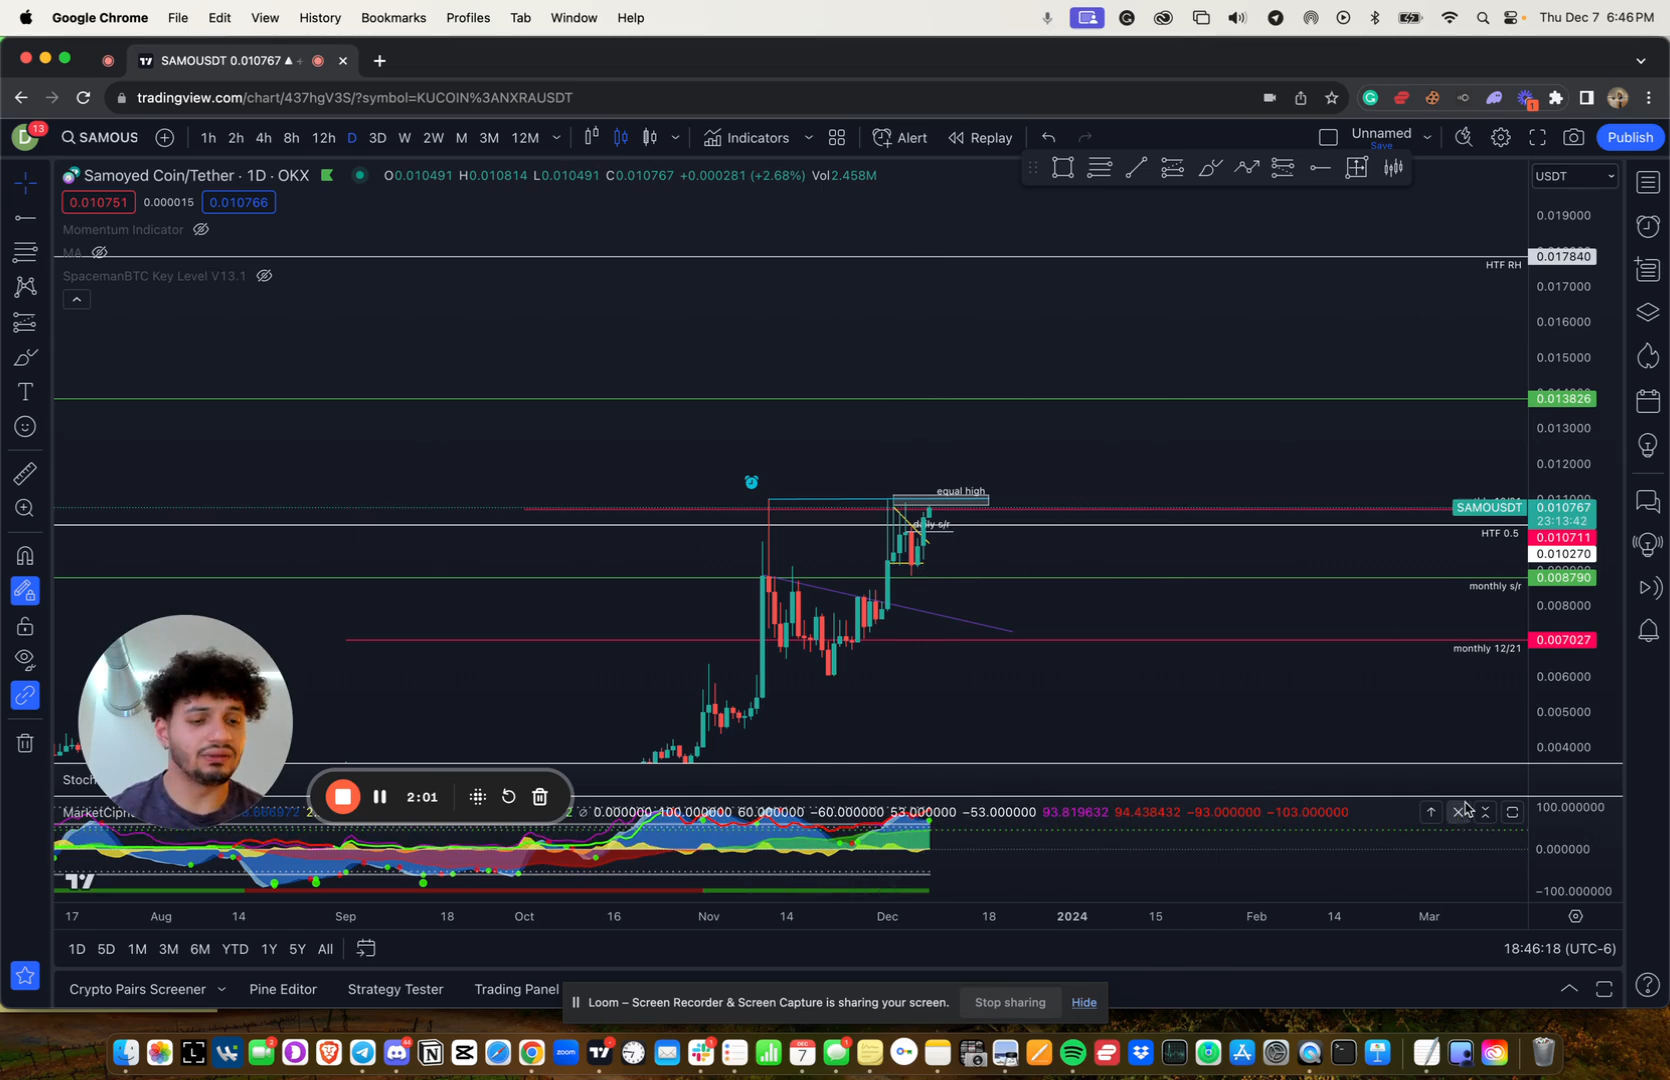 Google Chrome File Edit View History Bookmarks Profiles Tab Window Help Thu Dec 7 6:46 PM
SAMOUSDT 0.010767 ▲ +
tradingview.com/chart/437hgV3S/?symbol=KUCOIN%3ANXRAUSDT
1
D 13 SAMOUS 1h 2h 4h 8h 12h D 3D W 2W M 3M 12M Indicators Alert Replay Unnamed Save Publish
Samoyed Coin/Tether · 1D · OKX O0.010491 H0.010814 L0.010491 C0.010767 +0.000281 (+2.68%) Vol2.458M USDT
0.010751 0.000015 0.010766
0.019000
Momentum Indicator
MA
0.017840
HTF RH
SpacemanBTC Key Level V13.1
0.017000
0.016000
0.015000
0.013826
0.013000
0.012000
equal high
SAMOUSDT 0.010767
23:13:42
daily s/r
HTF 0.5
0.010711
0.010270
0.008790
monthly s/r
0.008000
0.007027
monthly 12/21
0.006000
0.005000
0.004000
Stoch
MarketCiph 0.000000 100.000000 60.000000 −60.000000 53.000000 −53.000000 93.819632 94.438432 −93.000000 −103.000000
100.000000
2:01
0.000000
−100.000000
17 Aug 14 Sep 18 Oct 16 Nov 14 Dec 18 2024 15 Feb 14 Mar
1D 5D 1M 3M 6M YTD 1Y 5Y All 18:46:18 (UTC-6)
Crypto Pairs Screener Pine Editor Strategy Tester Trading Panel
Loom – Screen Recorder & Screen Capture is sharing your screen. Stop sharing Hide
zoom